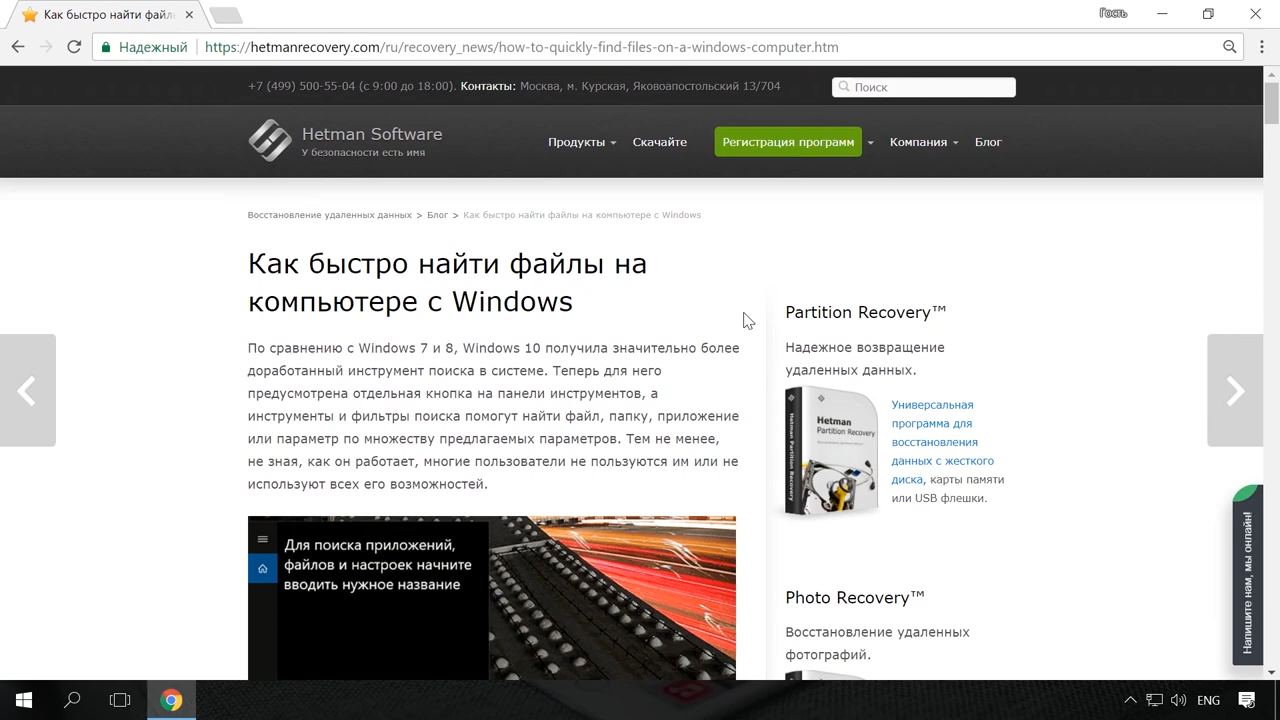 Как быстро найти файл
Гость
Надежный
https://hetmanrecovery.com/ru/recovery_news/how-to-quickly-find-files-on-a-windows-computer.htm
+7 (499) 500-55-04 (с 9:00 до 18:00). Контакты: Москва, м. Курская, Яковоапостольский 13/704
Поиск
Hetman Software
У безопасности есть имя
Продукты
Скачайте
Регистрация программ
Компания
Блог
Восстановление удаленных данных > Блог > Как быстро найти файлы на компьютере с Windows
Как быстро найти файлы на
компьютере с Windows
По сравнению с Windows 7 и 8, Windows 10 получила значительно более
доработанный инструмент поиска в системе. Теперь для него
предусмотрена отдельная кнопка на панели инструментов, а
инструменты и фильтры поиска помогут найти файл, папку, приложение
или параметр по множеству предлагаемых параметров. Тем не менее,
не зная, как он работает, многие пользователи не пользуются им или не
используют всех его возможностей.
Для поиска приложений,
файлов и настроек начните
вводить нужное название
Partition Recovery™
Надежное возвращение
удаленных данных.
Hetman
Partition Recovery
Hetman Partition Recovery
Универсальная
программа для
восстановления
данных с жесткого
диска, карты памяти
или USB флешки.
Photo Recovery™
Восстановление удаленных
фотографий.
Напишите нам, мы онлайн!
ENG